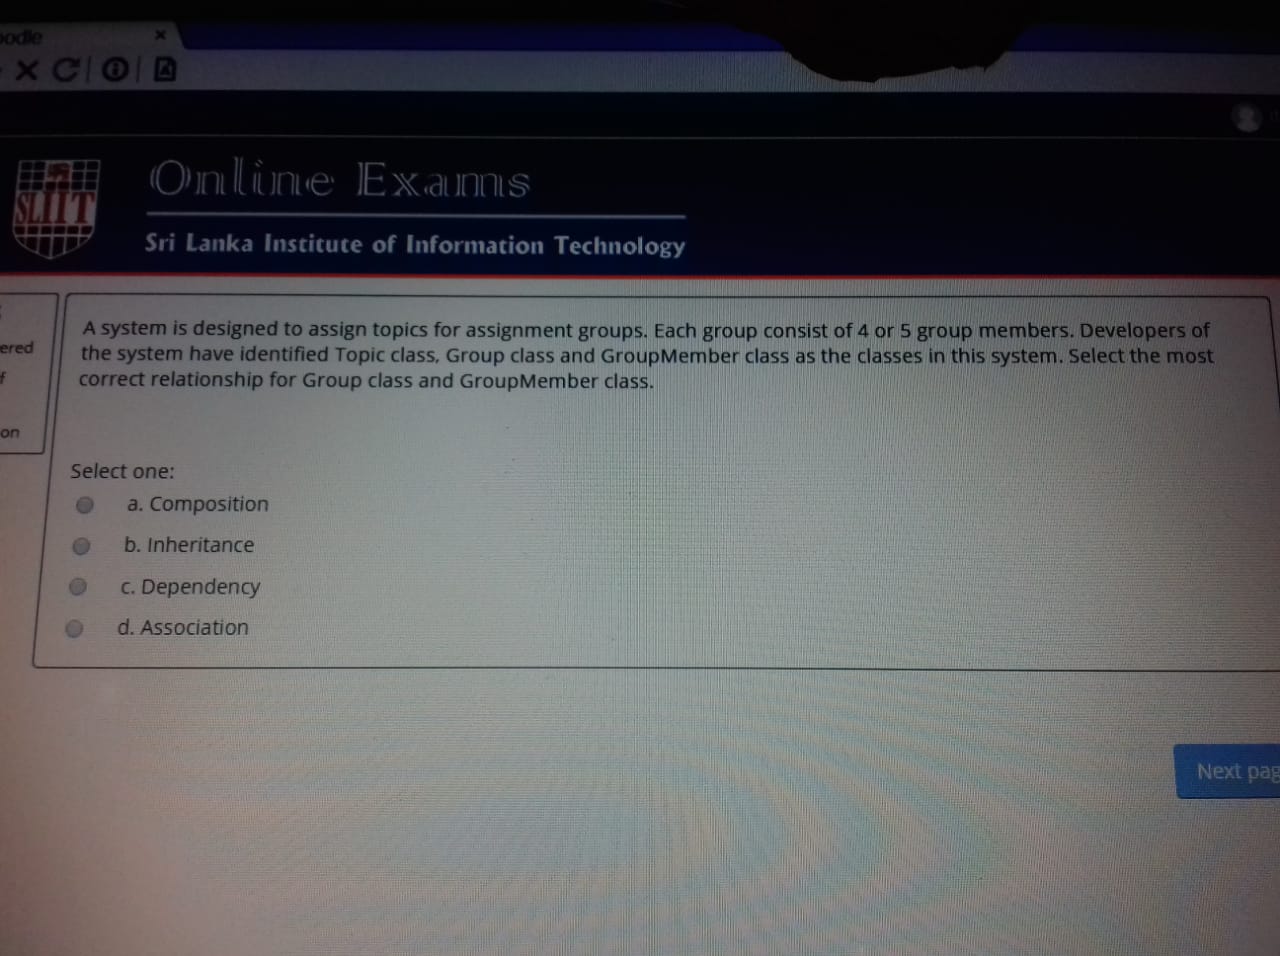 oodle
Online Exams
SLIIT
Sri Lanka Institute of Information Technology
ered
f
on
A system is designed to assign topics for assignment groups. Each group consist of 4 or 5 group members. Developers of
the system have identified Topic class, Group class and GroupMember class as the classes in this system. Select the most
correct relationship for Group class and GroupMember class.
Select one:
a. Composition
b. Inheritance
c. Dependency
d. Association
Next pag